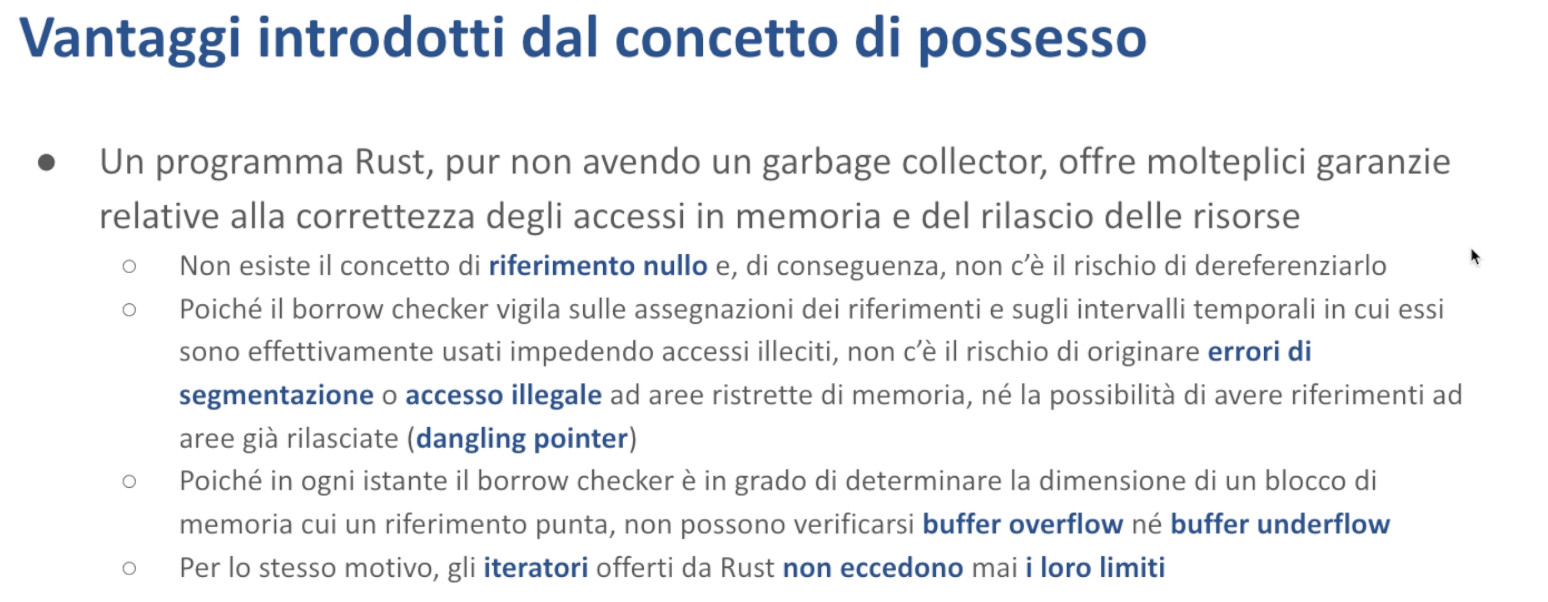 Vantaggi introdotti dal concetto di possesso
● Un programma Rust, pur non avendo un garbage collector, offre molteplici garanzie
relative alla correttezza degli accessi in memoria e del rilascio delle risorse
○ Non esiste il concetto di riferimento nullo e, di conseguenza, non c’è il rischio di dereferenziarlo
○ Poiché il borrow checker vigila sulle assegnazioni dei riferimenti e sugli intervalli temporali in cui essi
sono effettivamente usati impedendo accessi illeciti, non c’è il rischio di originare errori di
segmentazione o accesso illegale ad aree ristrette di memoria, né la possibilità di avere riferimenti ad
aree già rilasciate (dangling pointer)
○ Poiché in ogni istante il borrow checker è in grado di determinare la dimensione di un blocco di
memoria cui un riferimento punta, non possono verificarsi buffer overflow né buffer underflow
○ Per lo stesso motivo, gli iteratori offerti da Rust non eccedono mai i loro limiti